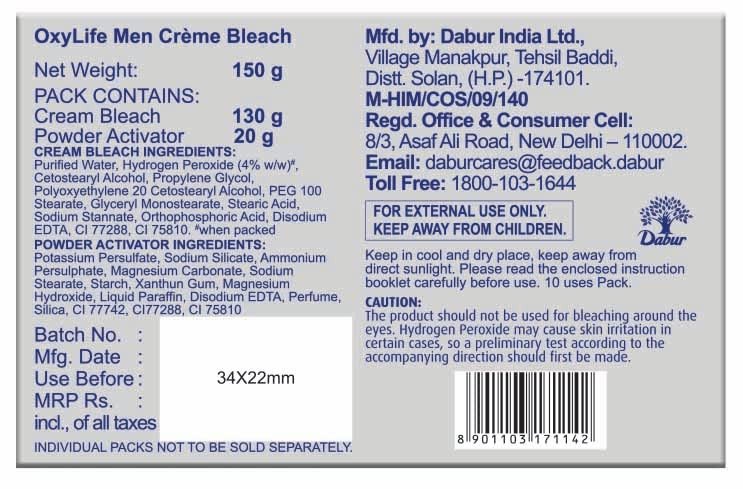 OxyLife Men Crème Bleach
Net Weight: 150 g
PACK CONTAINS:
Cream Bleach 130 g
Powder Activator 20 g
CREAM BLEACH INGREDIENTS:
Purified Water, Hydrogen Peroxide (4% w/w)#,
Cetostearyl Alcohol, Propylene Glycol,
Polyoxyethylene 20 Cetostearyl Alcohol, PEG 100
Stearate, Glyceryl Monostearate, Stearic Acid,
Sodium Stannate, Orthophosphoric Acid, Disodium
EDTA, CI 77288, CI 75810. #when packed
POWDER ACTIVATOR INGREDIENTS:
Potassium Persulfate, Sodium Silicate, Ammonium
Persulphate, Magnesium Carbonate, Sodium
Stearate, Starch, Xanthun Gum, Magnesium
Hydroxide, Liquid Paraffin, Disodium EDTA, Perfume,
Silica, CI 77742, CI77288, CI 75810
Batch No. :
Mfg. Date :
Use Before :
MRP Rs. :
incl., of all taxes
34X22mm
INDIVIDUAL PACKS NOT TO BE SOLD SEPARATELY.
Mfd. by: Dabur India Ltd.,
Village Manakpur, Tehsil Baddi,
Distt. Solan, (H.P.) -174101.
M-HIM/COS/09/140
Regd. Office & Consumer Cell:
8/3, Asaf Ali Road, New Delhi – 110002.
Email: daburcares@feedback.dabur
Toll Free: 1800-103-1644
FOR EXTERNAL USE ONLY.
KEEP AWAY FROM CHILDREN.
Dabur
Keep in cool and dry place, keep away from
direct sunlight. Please read the enclosed instruction
booklet carefully before use. 10 uses Pack.
CAUTION:
The product should not be used for bleaching around the
eyes. Hydrogen Peroxide may cause skin irritation in
certain cases, so a preliminary test according to the
accompanying direction should first be made.
8 901103 171142